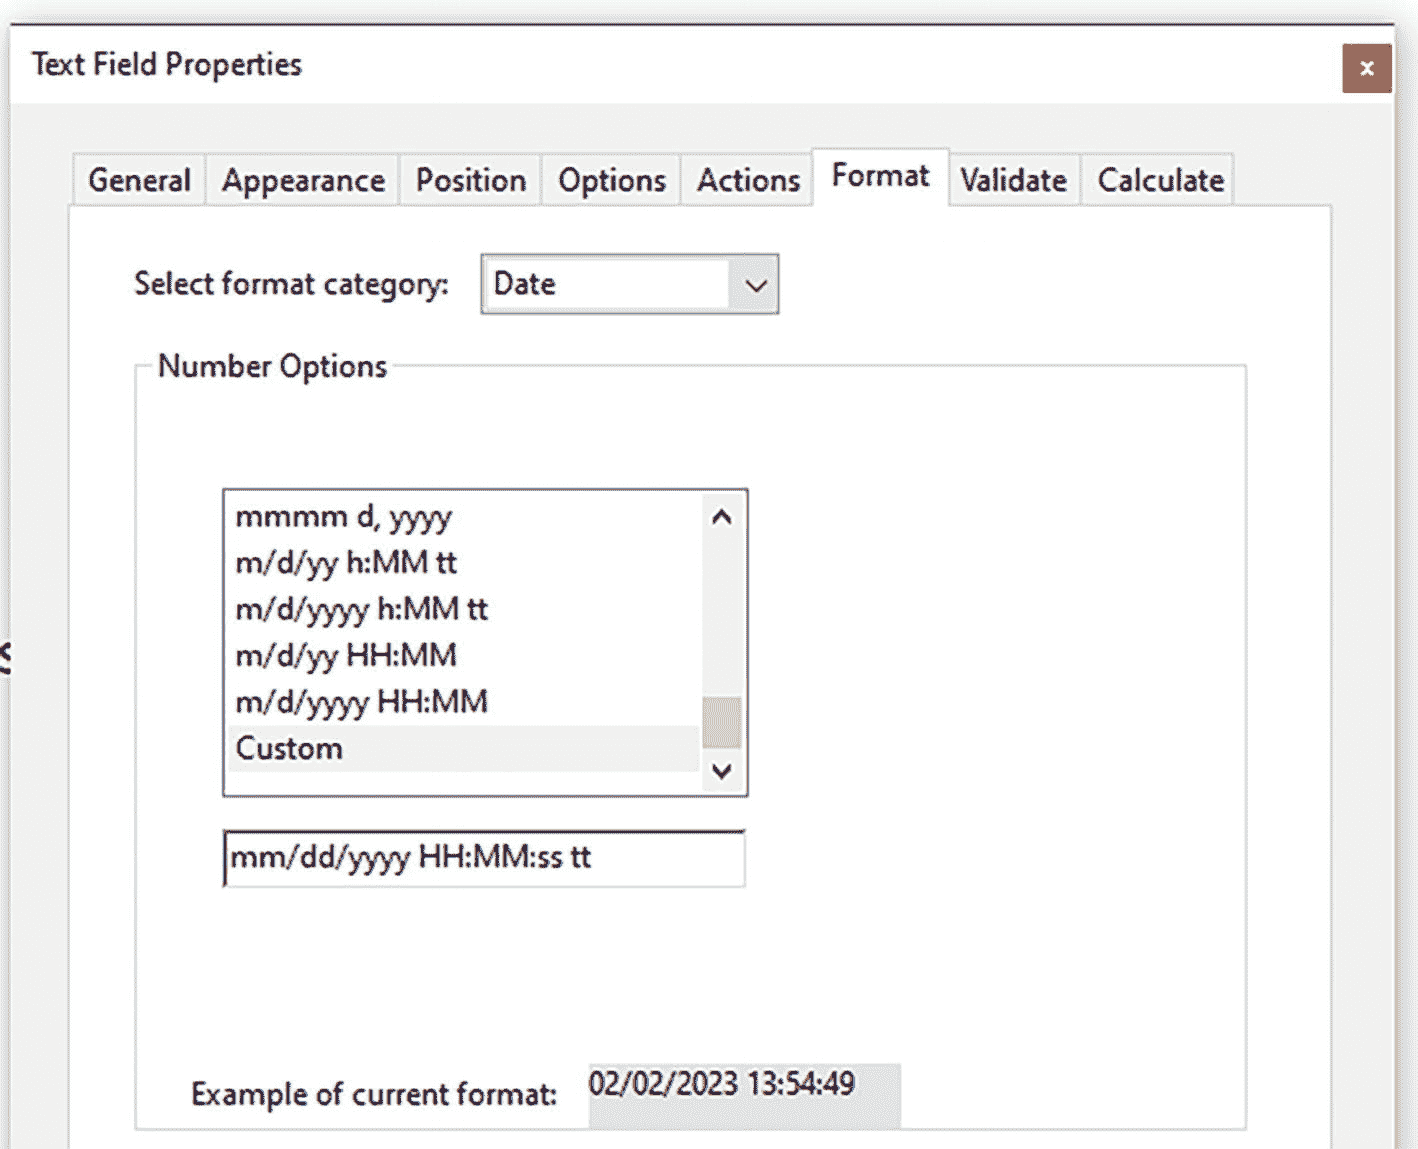 Text Field Properties
x
General Appearance Position Options Actions Format Validate Calculate
Select format category: Date
Number Options
mmmm d, yyyy
m/d/yy h:MM tt
m/d/yyyy h:MM tt
m/d/yy HH:MM
m/d/yyyy HH:MM
Custom
mm/dd/yyyy HH:MM:ss tt
Example of current format: 02/02/2023 13:54:49